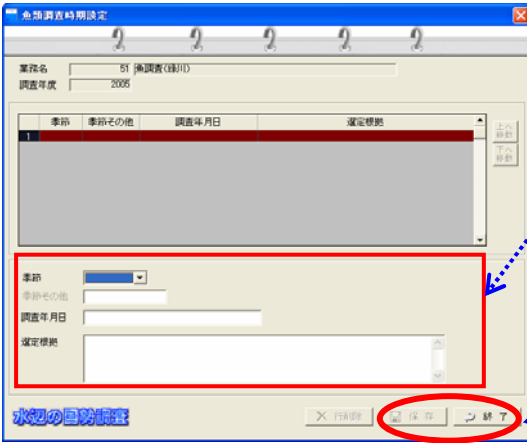 魚類調査時期設定
業務名 51 魚調査(緑川)
調査年度 2005
季節 季節その他 調査年月日 選定根拠
1
上へ
移動
下へ
移動
季節
季節その他
調査年月日
選定根拠
水辺の国勢調査 行削除 保存 終了